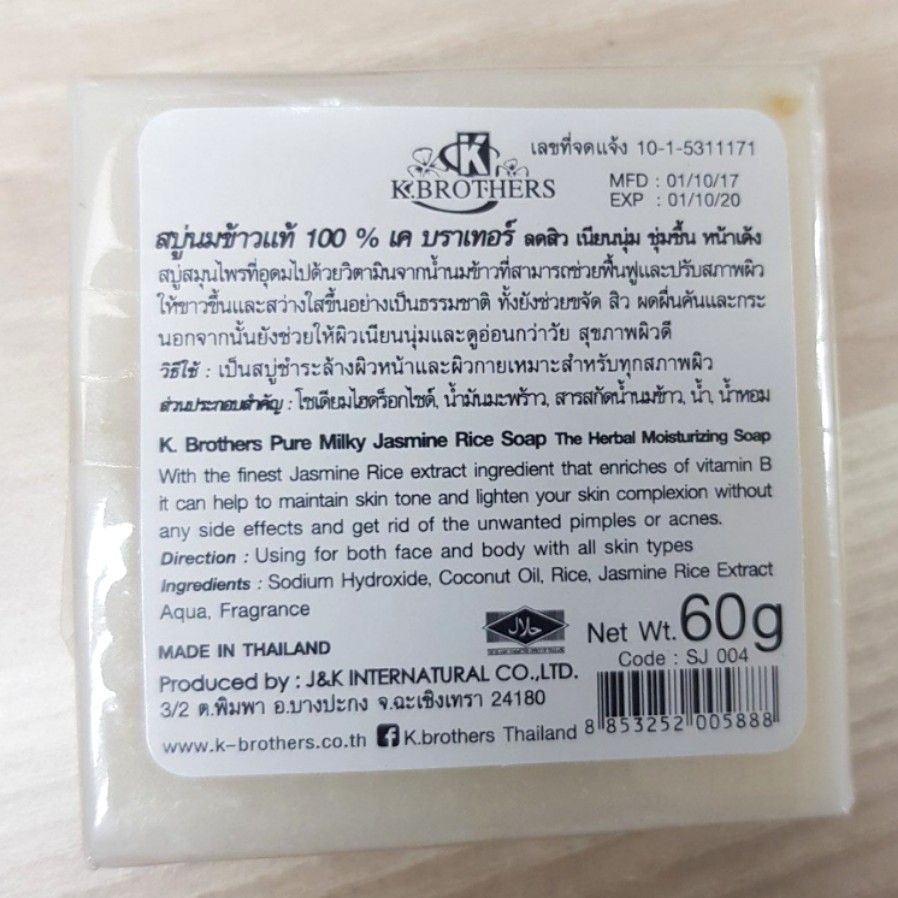 K
K.BROTHERS
เลขที่จดแจ้ง 10-1-5311171
MFD : 01/10/17
EXP : 01/10/20
สบู่นมข้าวแท้ 100 % เค บราเทอร์ ลดสิว เนียนนุ่ม ชุ่มชื้น หน้าเด้ง
สบู่สมุนไพรที่อุดมไปด้วยวิตามินจากน้ำนมข้าวที่สามารถช่วยฟื้นฟูและปรับสภาพผิว
ให้ขาวขึ้นและสว่างใสขึ้นอย่างเป็นธรรมชาติ ทั้งยังช่วยขจัด สิว ผดผื่นคันและกระ
นอกจากนั้นยังช่วยให้ผิวเนียนนุ่มและดูอ่อนกว่าวัย สุขภาพผิวดี
วิธีใช้ : เป็นสบู่ชำระล้างผิวหน้าและผิวกายเหมาะสำหรับทุกสภาพผิว
ส่วนประกอบสำคัญ : โซเดียมไฮดร็อกไซด์, น้ำมันมะพร้าว, สารสกัดน้ำนมข้าว, น้ำ, น้ำหอม
K. Brothers Pure Milky Jasmine Rice Soap The Herbal Moisturizing Soap
With the finest Jasmine Rice extract ingredient that enriches of vitamin B
it can help to maintain skin tone and lighten your skin complexion without
any side effects and get rid of the unwanted pimples or acnes.
Direction : Using for both face and body with all skin types
Ingredients : Sodium Hydroxide, Coconut Oil, Rice, Jasmine Rice Extract
Aqua, Fragrance
حلال
Net Wt. 60g
MADE IN THAILAND
Code : SJ 004
Produced by : J&K INTERNATURAL CO.,LTD.
3/2 ต.พิมพา อ.บางปะกง จ.ฉะเชิงเทรา 24180
8 853252 005888
www.k-brothers.co.th f K.brothers Thailand